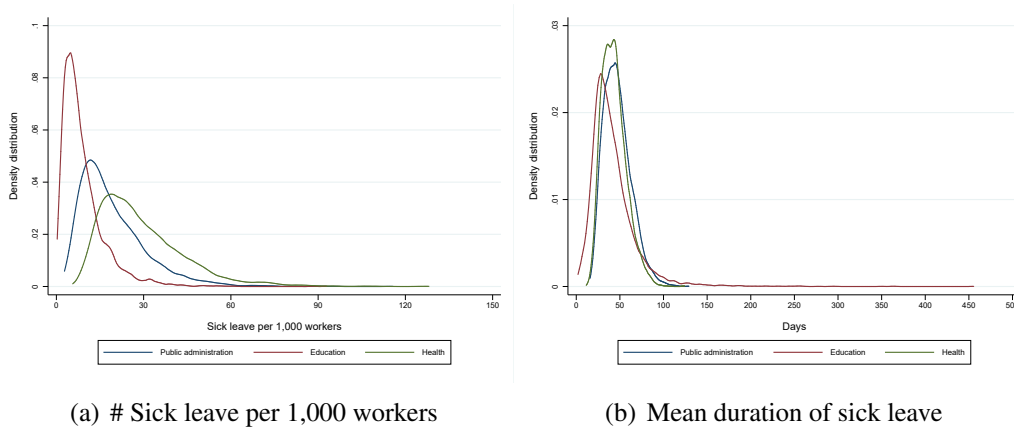 Density distribution
.1
.08
.06
.04
.02
0
0 30 60 90 120 150
Sick leave per 1,000 workers
Public administration Education Health
(a) # Sick leave per 1,000 workers
Density distribution
.03
.02
.01
0
0 50 100 150 200 250 300 350 400 450 500
Days
Public administration Education Health
(b) Mean duration of sick leave